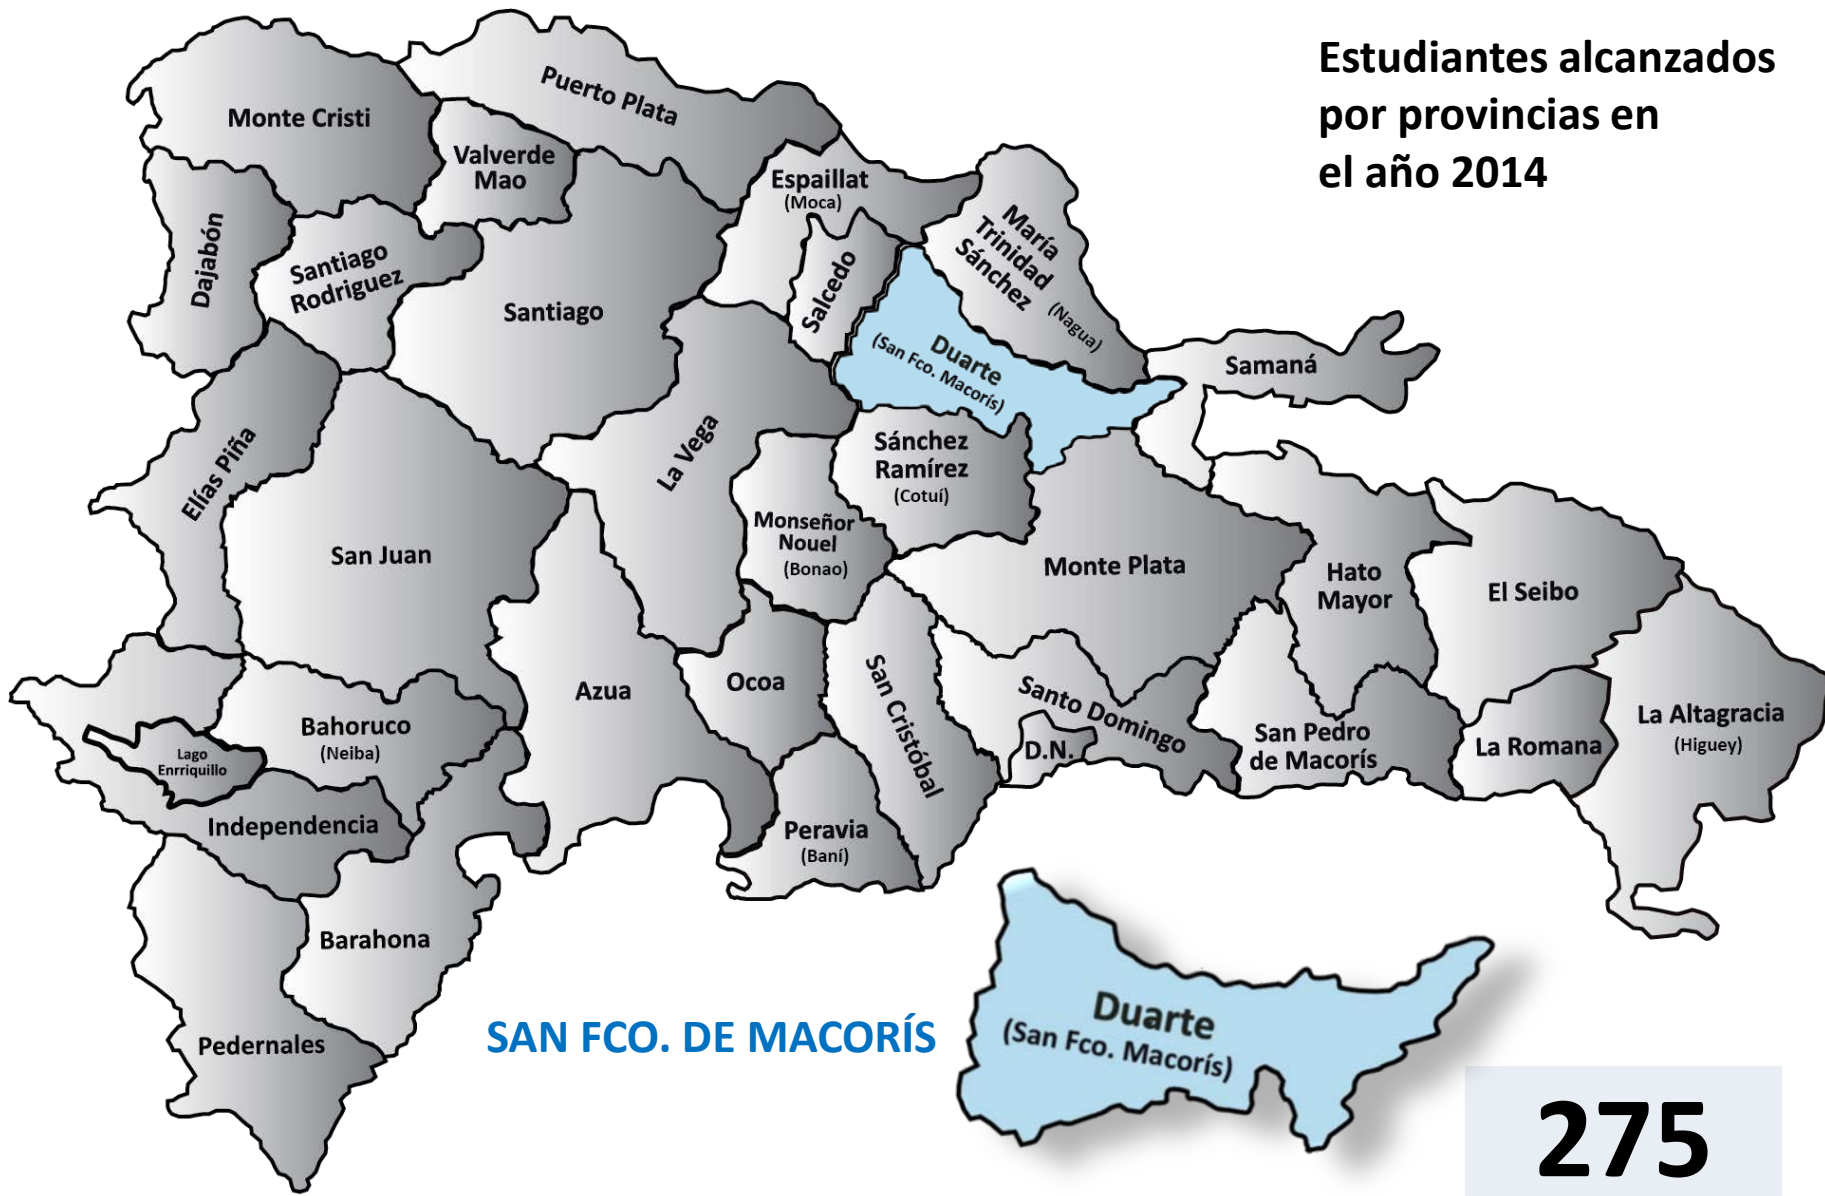 Estudiantes alcanzados
por provincias en
el año 2014
Monte Cristi
Puerto Plata
Valverde
Mao
Espaillat
(Moca)
María
Trinidad
Sánchez
(Nagua)
Dajabón
Santiago
Rodriguez
Santiago
Salcedo
Duarte
(San Fco. Macorís)
Samaná
Elías Piña
La Vega
Sánchez
Ramírez
(Cotuí)
San Juan
Monseñor
Nouel
(Bonao)
Monte Plata
Hato
Mayor
El Seibo
Azua
Ocoa
San Cristóbal
Santo Domingo
D.N.
San Pedro
de Macorís
La Romana
La Altagracia
(Higuey)
Bahoruco
(Neiba)
Lago
Enrriquillo
Independencia
Peravia
(Baní)
Barahona
Pedernales
SAN FCO. DE MACORÍS
Duarte
(San Fco. Macorís)
275